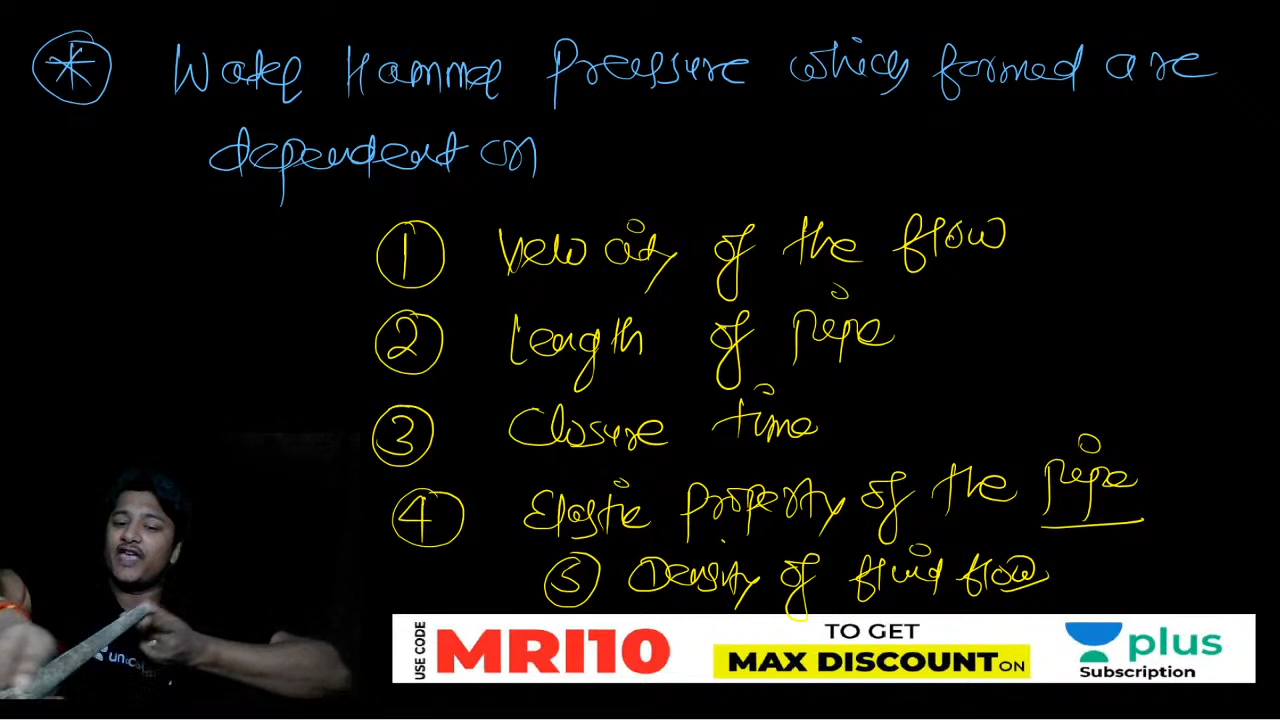 * Water Hammer Pressure which formed are
dependent on
1 Velocity of the flow
2 Length of pipe
3 Closure time
4 Elastic property of the pipe
5 Density of fluid flow
USE CODE MRI10 TO GET MAX DISCOUNT ON plus Subscription